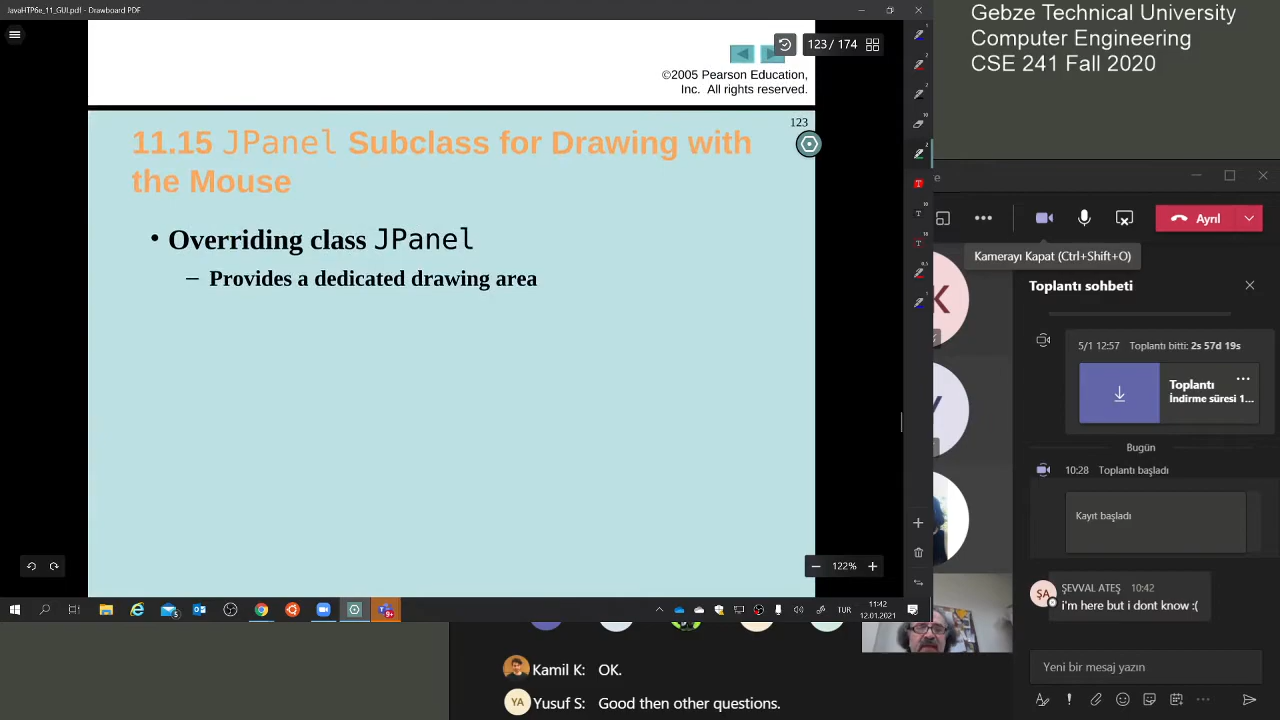 JavaHTP6e_11_GUI.pdf - Drawboard PDF
Gebze Technical University
Computer Engineering
CSE 241 Fall 2020
123 / 174
©2005 Pearson Education,
Inc. All rights reserved.
123
11.15 JPanel Subclass for Drawing with
the Mouse
• Overriding class JPanel
– Provides a dedicated drawing area
122%
Ayrıl
Kamerayı Kapat (Ctrl+Shift+O)
K
Toplantı sohbeti
5/1 12:57 Toplantı bitti: 2s 57d 19s
Toplantı
İndirme süresi 1...
Bugün
10:28 Toplantı başladı
Kayıt başladı
ŞA
ŞEVVAL ATEŞ 10:42
i'm here but i dont know :(
Yeni bir mesaj yazın
TUR
11:42
12.01.2021
Kamil K: OK.
YA
Yusuf S: Good then other questions.